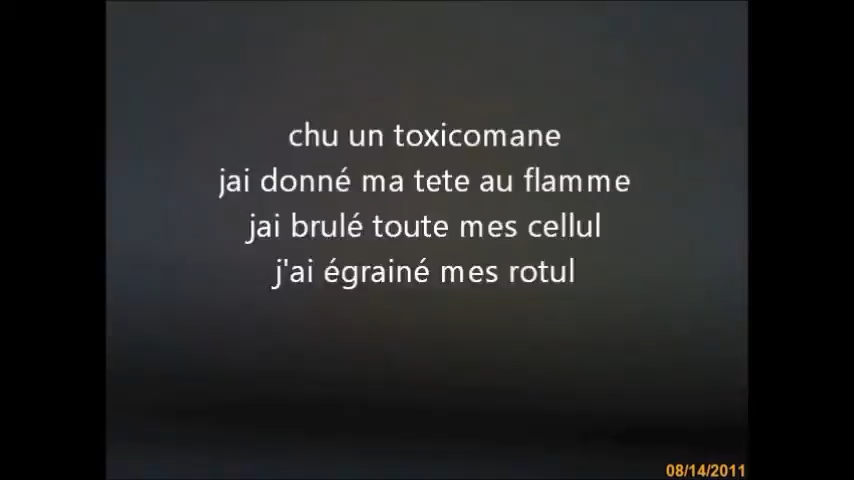 chu un toxicomane
jai donné ma tete au flamme
jai brulé toute mes cellul
j'ai égrainé mes rotul
08/14/2011